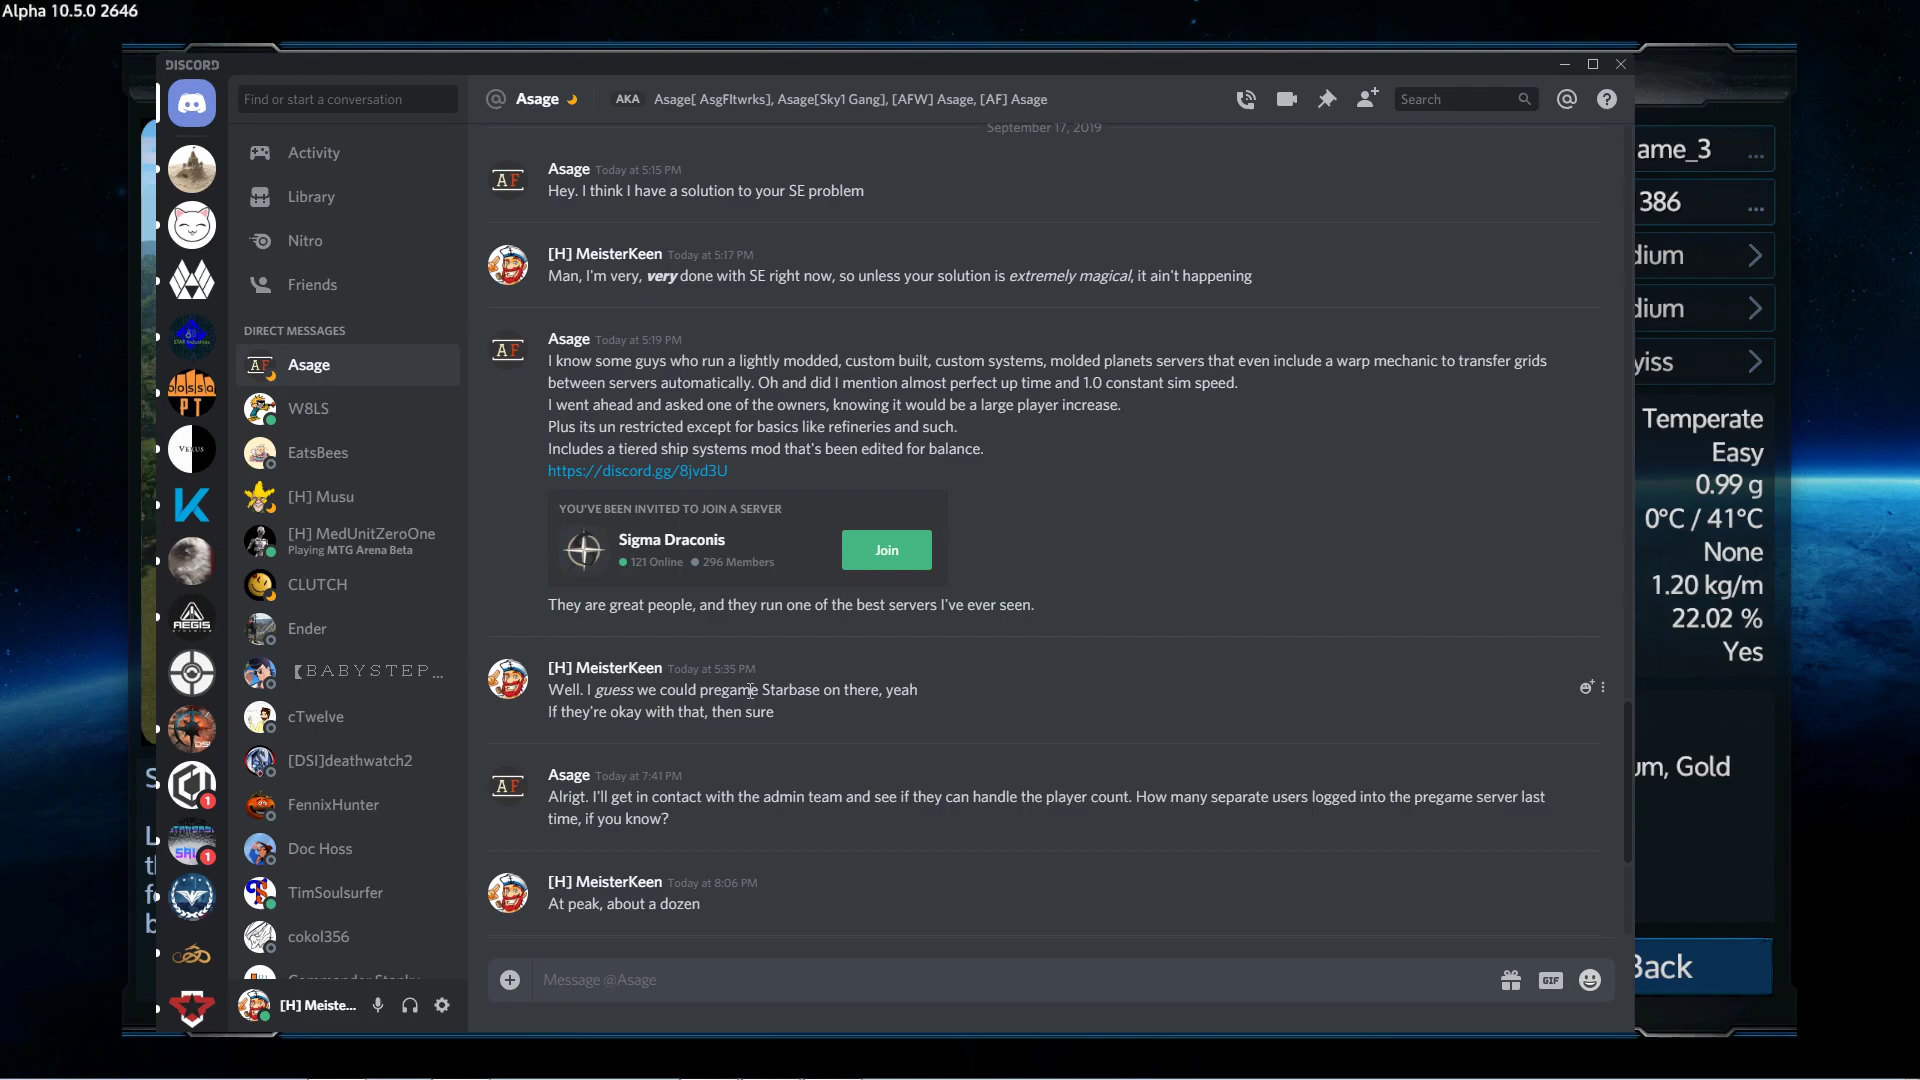 Alpha 10.5.0 2646
DISCORD
Find or start a conversation
Asage
AKA Asage[ AsgFltwrks], Asage[Sky1 Gang], [AFW] Asage, [AF] Asage
Search
Activity
Library
Nitro
Friends
DIRECT MESSAGES
Asage
W8LS
EatsBees
[H] Musu
[H] MedUnitZeroOne
Playing MTG Arena Beta
CLUTCH
Ender
【B A B Y S T E P ...
cTwelve
[DSI]deathwatch2
FennixHunter
Doc Hoss
TimSoulsurfer
cokol356
[H] Meiste...
September 17, 2019
Asage Today at 5:15 PM
Hey. I think I have a solution to your SE problem
[H] MeisterKeen Today at 5:17 PM
Man, I'm very, very done with SE right now, so unless your solution is extremely magical, it ain't happening
Asage Today at 5:19 PM
I know some guys who run a lightly modded, custom built, custom systems, molded planets servers that even include a warp mechanic to transfer grids
between servers automatically. Oh and did I mention almost perfect up time and 1.0 constant sim speed.
I went ahead and asked one of the owners, knowing it would be a large player increase.
Plus its un restricted except for basics like refineries and such.
Includes a tiered ship systems mod that's been edited for balance.
https://discord.gg/8jvd3U
YOU'VE BEEN INVITED TO JOIN A SERVER
Sigma Draconis
121 Online 296 Members
Join
They are great people, and they run one of the best servers I've ever seen.
[H] MeisterKeen Today at 5:35 PM
Well. I guess we could pregame Starbase on there, yeah
If they're okay with that, then sure
Asage Today at 7:41 PM
Alrigt. I'll get in contact with the admin team and see if they can handle the player count. How many separate users logged into the pregame server last
time, if you know?
[H] MeisterKeen Today at 8:06 PM
At peak, about a dozen
Message @Asage
GIF
ame_3 ...
386 ...
dium
dium
yiss
Temperate
Easy
0.99 g
0°C / 41°C
None
1.20 kg/m
22.02 %
Yes
um, Gold
Back